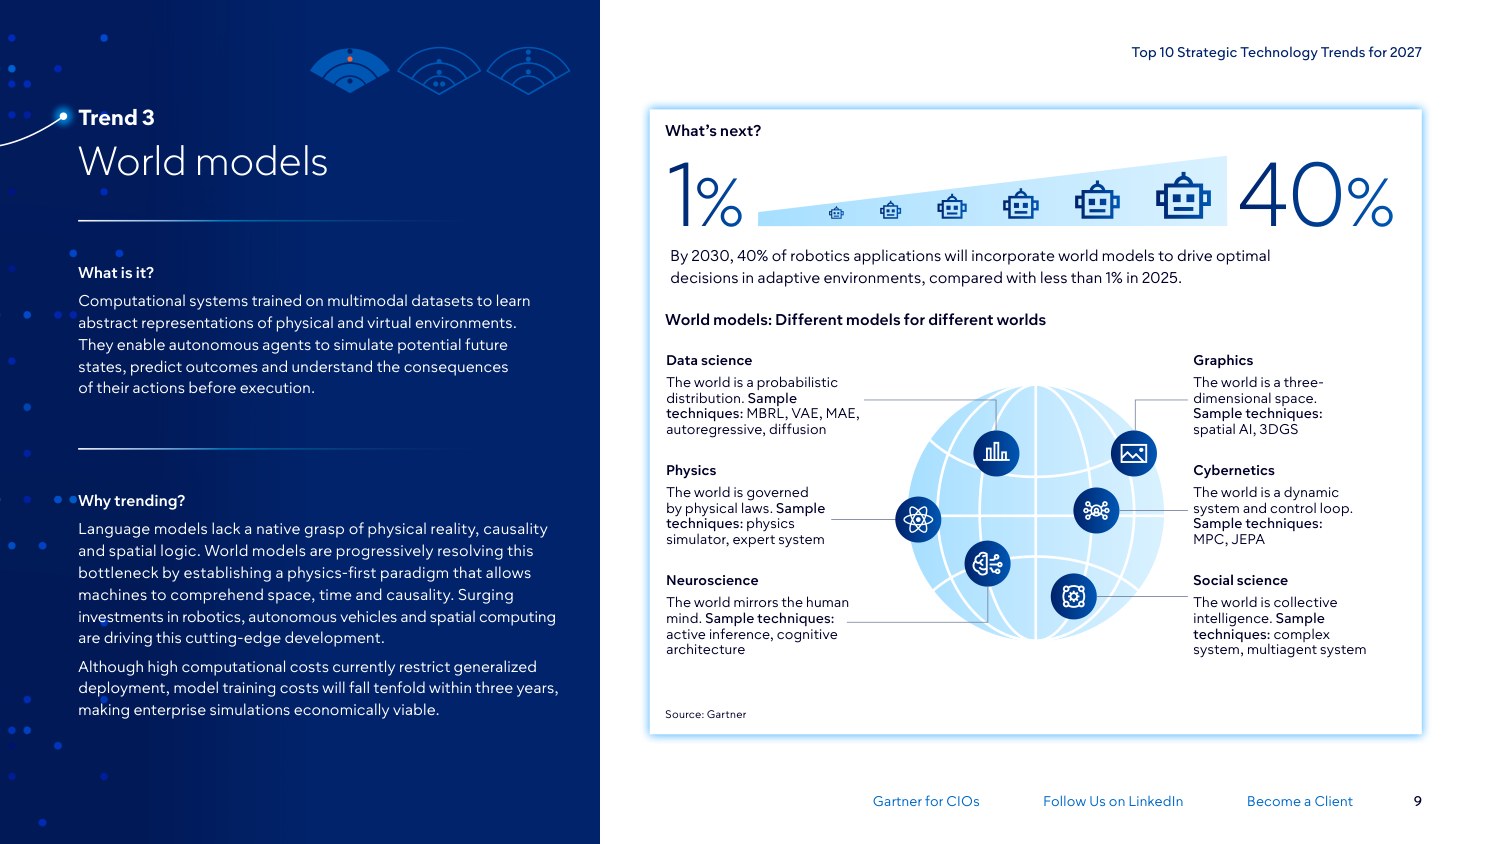 Top 10 Strategic Technology Trends for 2027
Trend 3
World models
What is it?
Computational systems trained on multimodal datasets to learn
abstract representations of physical and virtual environments.
They enable autonomous agents to simulate potential future
states, predict outcomes and understand the consequences
of their actions before execution.
Why trending?
Language models lack a native grasp of physical reality, causality
and spatial logic. World models are progressively resolving this
bottleneck by establishing a physics-first paradigm that allows
machines to comprehend space, time and causality. Surging
investments in robotics, autonomous vehicles and spatial computing
are driving this cutting-edge development.
Although high computational costs currently restrict generalized
deployment, model training costs will fall tenfold within three years,
making enterprise simulations economically viable.
What’s next?
1%
40%
By 2030, 40% of robotics applications will incorporate world models to drive optimal
decisions in adaptive environments, compared with less than 1% in 2025.
World models: Different models for different worlds
Data science
The world is a probabilistic
distribution. Sample
techniques: MBRL, VAE, MAE,
autoregressive, diffusion
Physics
The world is governed
by physical laws. Sample
techniques: physics
simulator, expert system
Neuroscience
The world mirrors the human
mind. Sample techniques:
active inference, cognitive
architecture
Graphics
The world is a three-
dimensional space.
Sample techniques:
spatial AI, 3DGS
Cybernetics
The world is a dynamic
system and control loop.
Sample techniques:
MPC, JEPA
Social science
The world is collective
intelligence. Sample
techniques: complex
system, multiagent system
Source: Gartner
Gartner for CIOs
Follow Us on LinkedIn
Become a Client
9